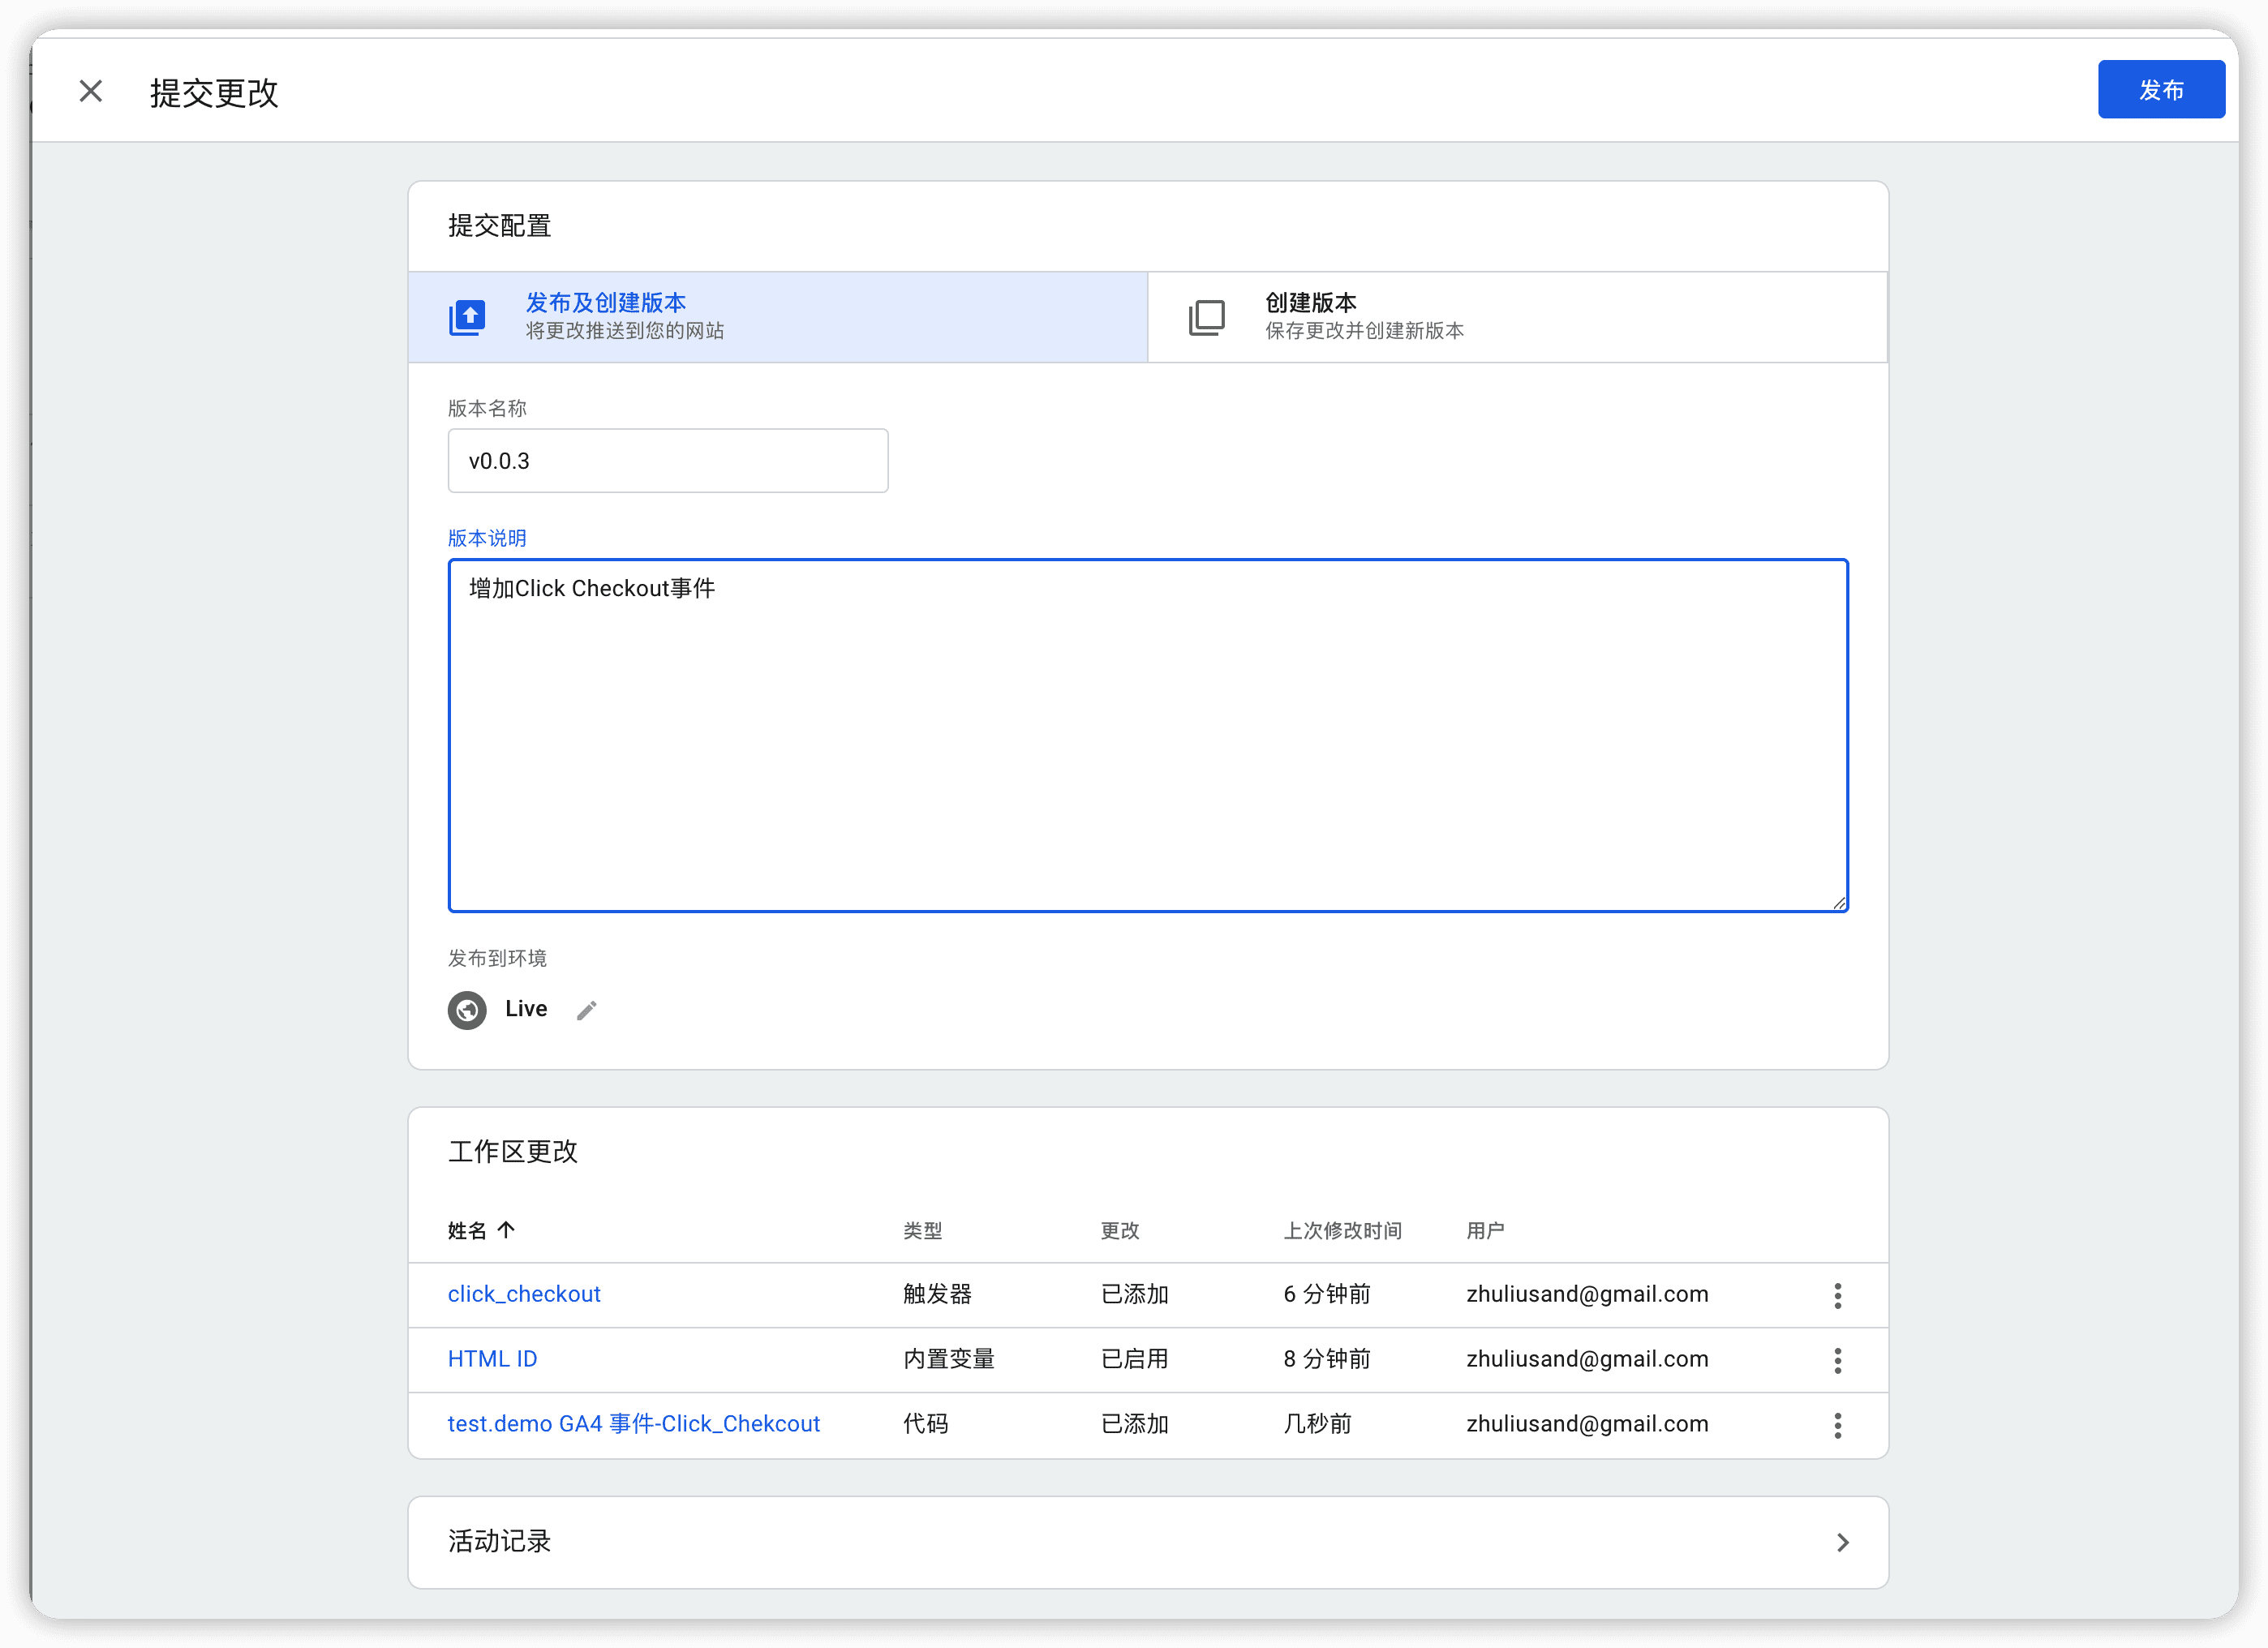 提交更改
发布
提交配置
发布及创建版本
将更改推送到您的网站
创建版本
保存更改并创建新版本
版本名称
v0.0.3
版本说明
增加Click Checkout事件
发布到环境
Live
工作区更改
姓名 类型 更改 上次修改时间 用户
click_checkout 触发器 已添加 6 分钟前 zhuliusand@gmail.com
HTML ID 内置变量 已启用 8 分钟前 zhuliusand@gmail.com
test.demo GA4 事件-Click_Chekcout 代码 已添加 几秒前 zhuliusand@gmail.com
活动记录